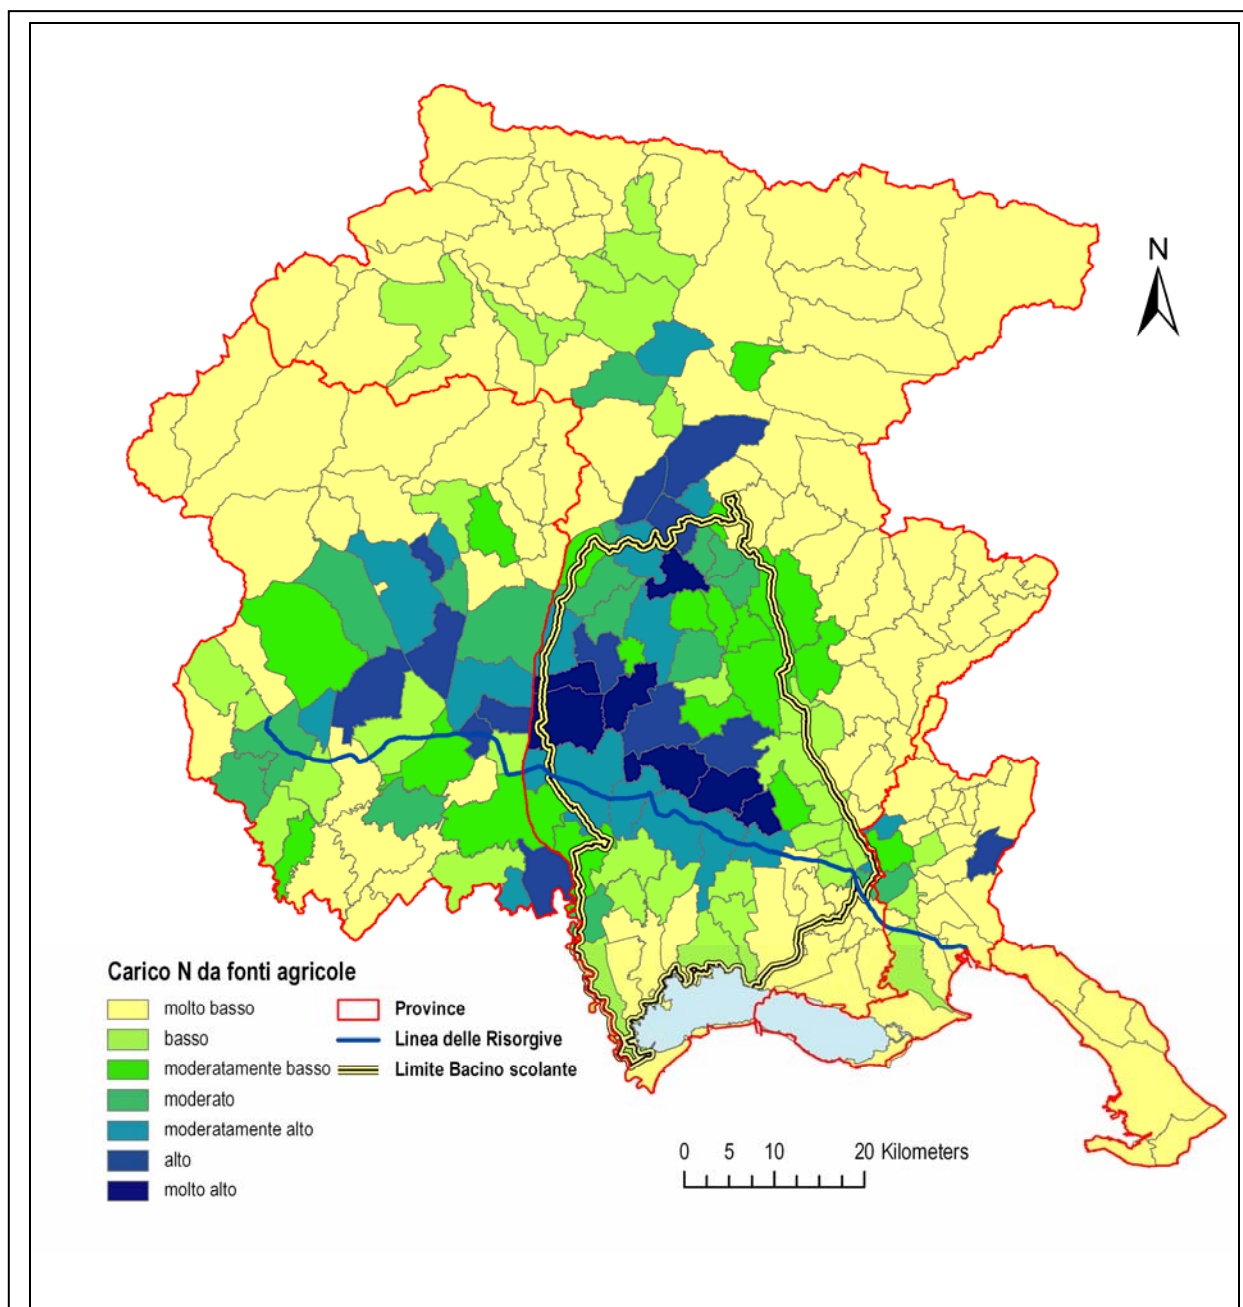 N
Carico N da fonti agricole
molto basso
basso
moderatamente basso
moderato
moderatamente alto
alto
molto alto
Province
Linea delle Risorgive
Limite Bacino scolante
0 5 10 20 Kilometers